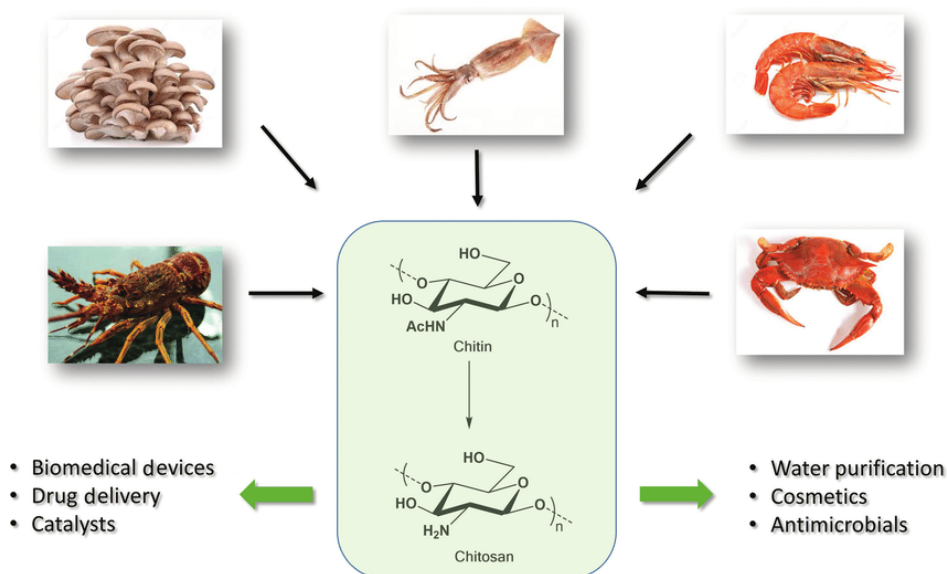 HO
O
O
HO
O
AcHN
n
Chitin
HO
O
O
HO
O
H₂N
n
Chitosan
• Biomedical devices
• Drug delivery
• Catalysts
• Water purification
• Cosmetics
• Antimicrobials